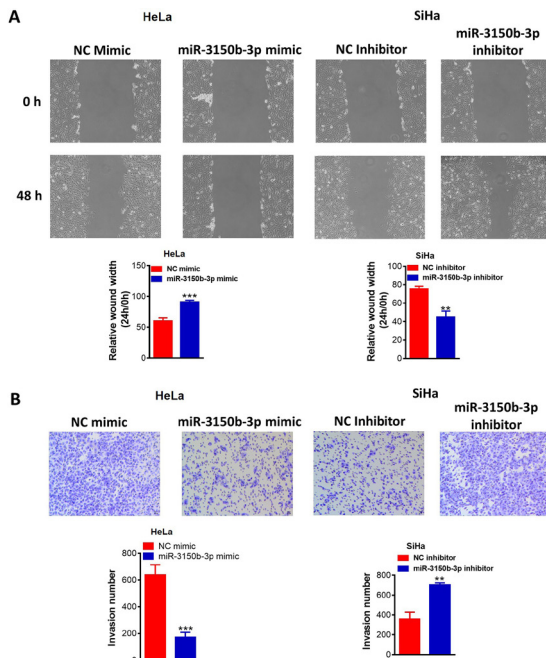 A
HeLa
SiHa
NC Mimic
miR-3150b-3p mimic
NC Inhibitor
miR-3150b-3p
inhibitor
0 h
48 h
HeLa
NC mimic
miR-3150b-3p mimic
Relative wound width
(24h/0h)
150
100
50
0
***
SiHa
NC inhibitor
miR-3150b-3p inhibitor
Relative wound width
(24h/0h)
100
80
60
40
20
0
**
B
HeLa
SiHa
NC mimic
miR-3150b-3p mimic
NC Inhibitor
miR-3150b-3p
inhibitor
HeLa
NC mimic
miR-3150b-3p mimic
Invasion number
800
600
400
200
***
SiHa
NC inhibitor
miR-3150b-3p inhibitor
Invasion number
800
600
400
200
0
**